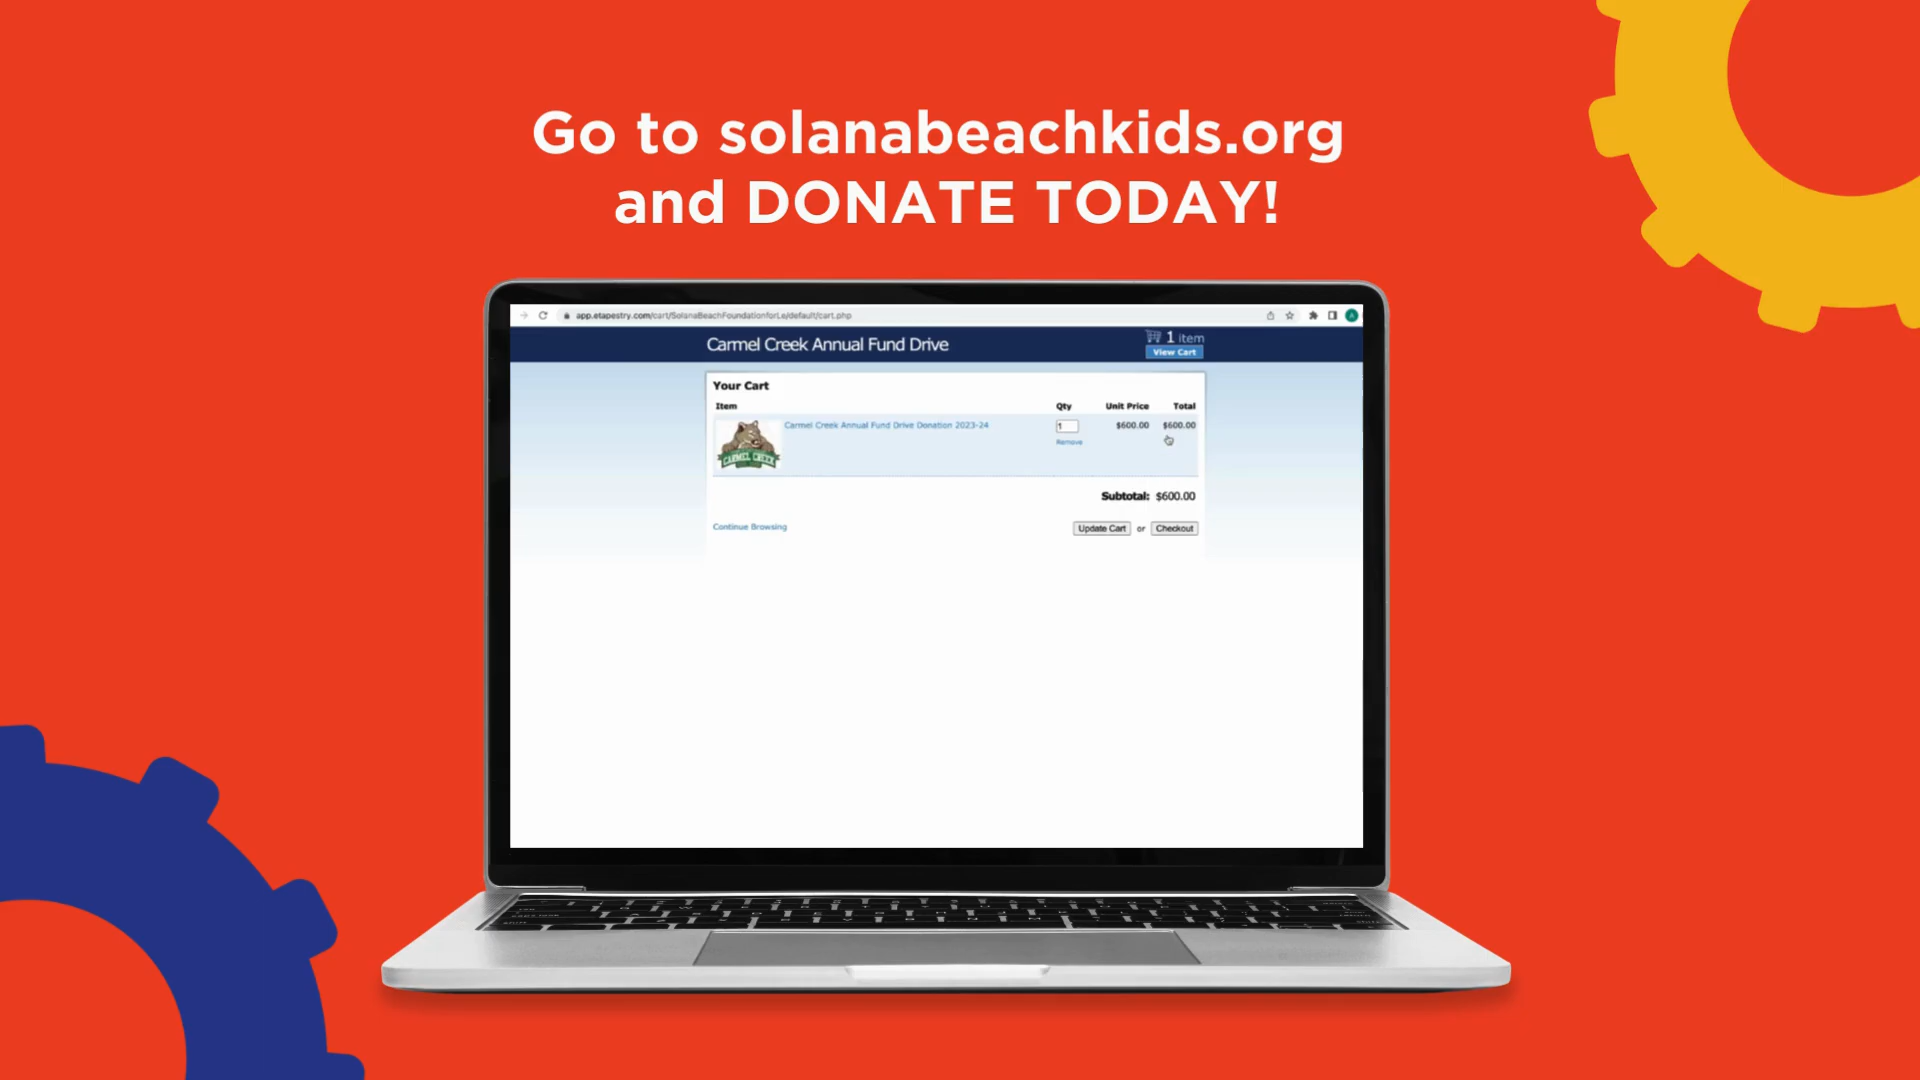 Go to solanabeachkids.org
and DONATE TODAY!
app.etapestry.com/cart/SolanaBeachFoundationforLe/default/cart.php
Carmel Creek Annual Fund Drive
1 item
View Cart
Your Cart
Item Qty Unit Price Total
Carmel Creek Annual Fund Drive Donation 2023-24 1 $600.00 $600.00
Remove
CARMEL CREEK
Subtotal: $600.00
Continue Browsing Update Cart or Checkout